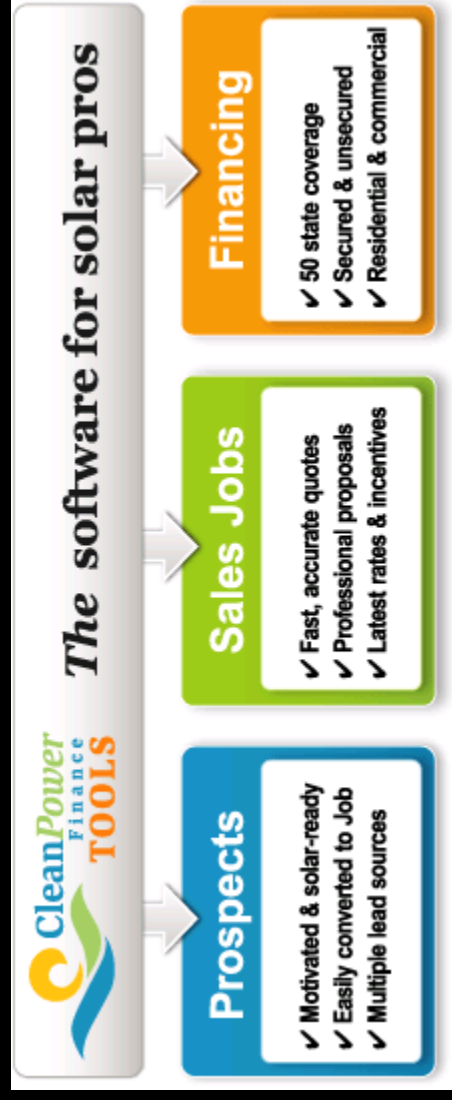 CleanPower
Finance
TOOLS
The software for solar pros
Prospects
✔ Motivated & solar-ready
✔ Easily converted to Job
✔ Multiple lead sources
Sales Jobs
✔ Fast, accurate quotes
✔ Professional proposals
✔ Latest rates & incentives
Financing
✔ 50 state coverage
✔ Secured & unsecured
✔ Residential & commercial